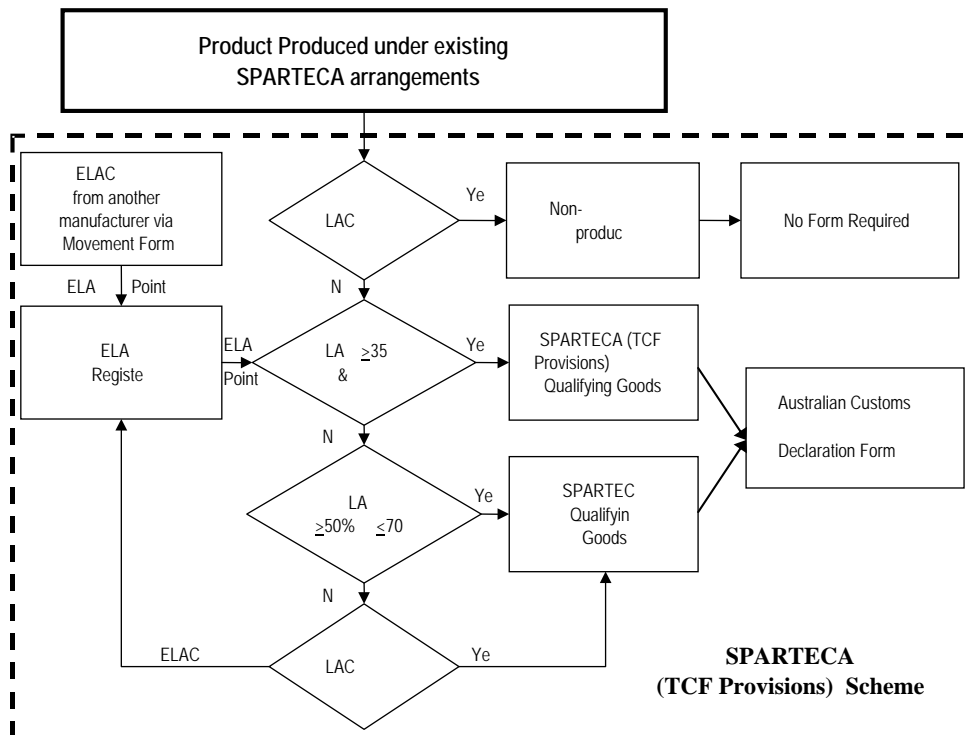 Product Produced under existing
SPARTECA arrangements
ELAC
from another
manufacturer via
Movement Form
LAC
Ye
Non-
produc
No Form Required
ELA
Point
N
ELA
Registe
ELA
Point
LA ≥35
&
Ye
SPARTECA (TCF
Provisions)
Qualifying Goods
Australian Customs
Declaration Form
N
LA
≥50% ≤70
Ye
SPARTEC
Qualifyin
Goods
N
ELAC
LAC
Ye
SPARTECA
(TCF Provisions) Scheme